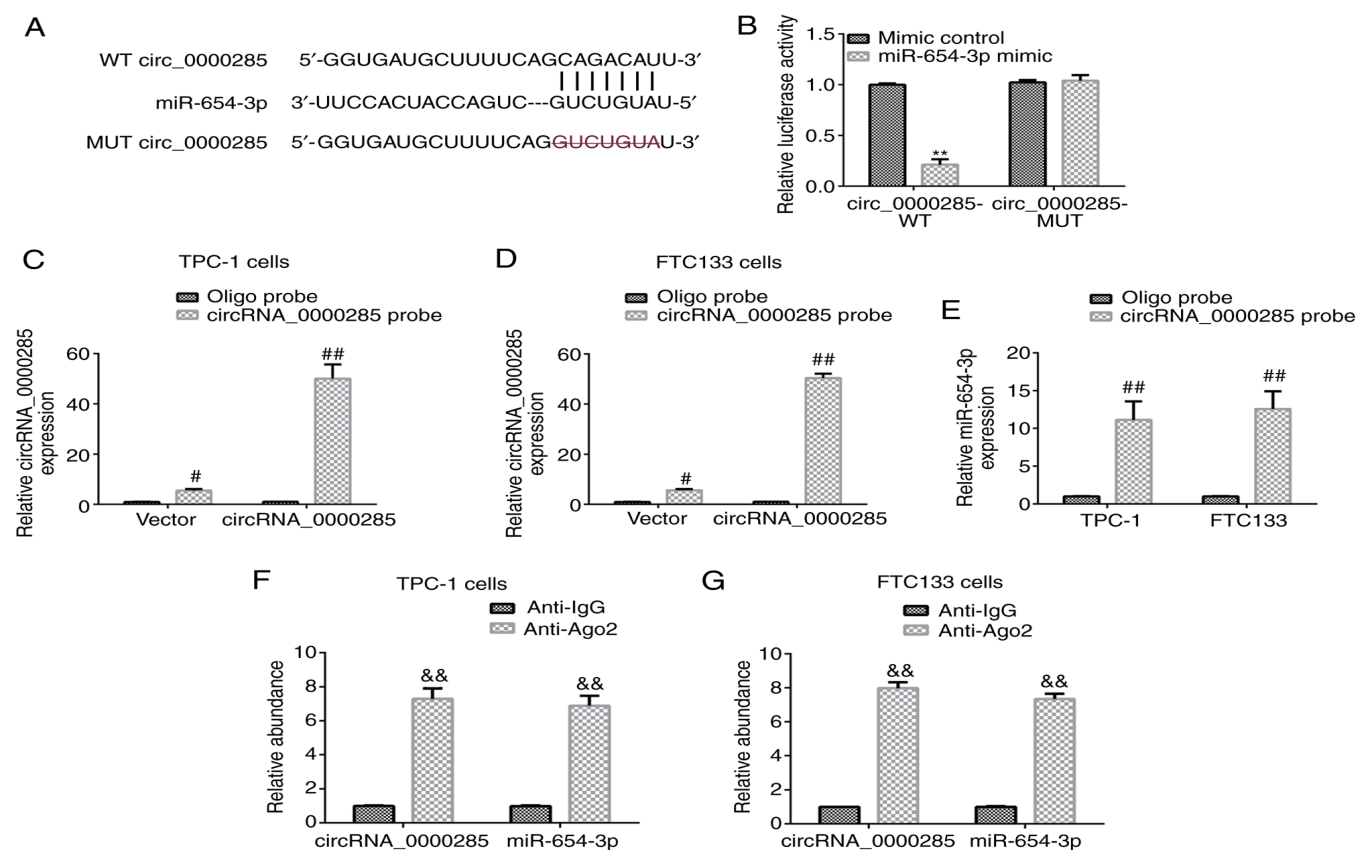 A
WT circ_0000285 5′-GGUGAUGCUUUUCAGCAGACAUU-3′
miR-654-3p 3′-UUCCACUACCAGUC---GUCUGUAU-5′
MUT circ_0000285 5′-GGUGAUGCUUUUCAGGUCUGUAU-3′
B
Mimic control
miR-654-3p mimic
Relative luciferase activity
1.5
1.0
0.5
0.0
**
circ_0000285-
WT
circ_0000285-
MUT
C
TPC-1 cells
Oligo probe
circRNA_0000285 probe
Relative circRNA_0000285
expression
60
40
20
0
#
##
Vector circRNA_0000285
D
FTC133 cells
Oligo probe
circRNA_0000285 probe
Relative circRNA_0000285
expression
60
40
20
0
#
##
Vector circRNA_0000285
E
Oligo probe
circRNA_0000285 probe
Relative miR-654-3p
expression
20
15
10
5
0
##
##
TPC-1 FTC133
F
TPC-1 cells
Anti-IgG
Anti-Ago2
Relative abundance
10
8
6
4
2
0
&&
&&
circRNA_0000285 miR-654-3p
G
FTC133 cells
Anti-IgG
Anti-Ago2
Relative abundance
10
8
6
4
2
0
&&
&&
circRNA_0000285 miR-654-3p